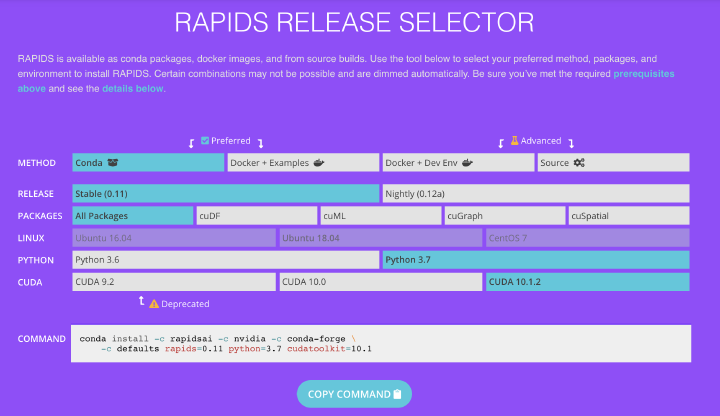 RAPIDS RELEASE SELECTOR
RAPIDS is available as conda packages, docker images, and from source builds. Use the tool below to select your preferred method, packages, and
environment to install RAPIDS. Certain combinations may not be possible and are dimmed automatically. Be sure you've met the required prerequisites
above and see the details below.
Preferred Advanced
METHOD Conda Docker + Examples Docker + Dev Env Source
RELEASE Stable (0.11) Nightly (0.12a)
PACKAGES All Packages cuDF cuML cuGraph cuSpatial
LINUX Ubuntu 16.04 Ubuntu 18.04 CentOS 7
PYTHON Python 3.6 Python 3.7
CUDA CUDA 9.2 CUDA 10.0 CUDA 10.1.2
Deprecated
COMMAND conda install -c rapidsai -c nvidia -c conda-forge \
-c defaults rapids=0.11 python=3.7 cudatoolkit=10.1
COPY COMMAND